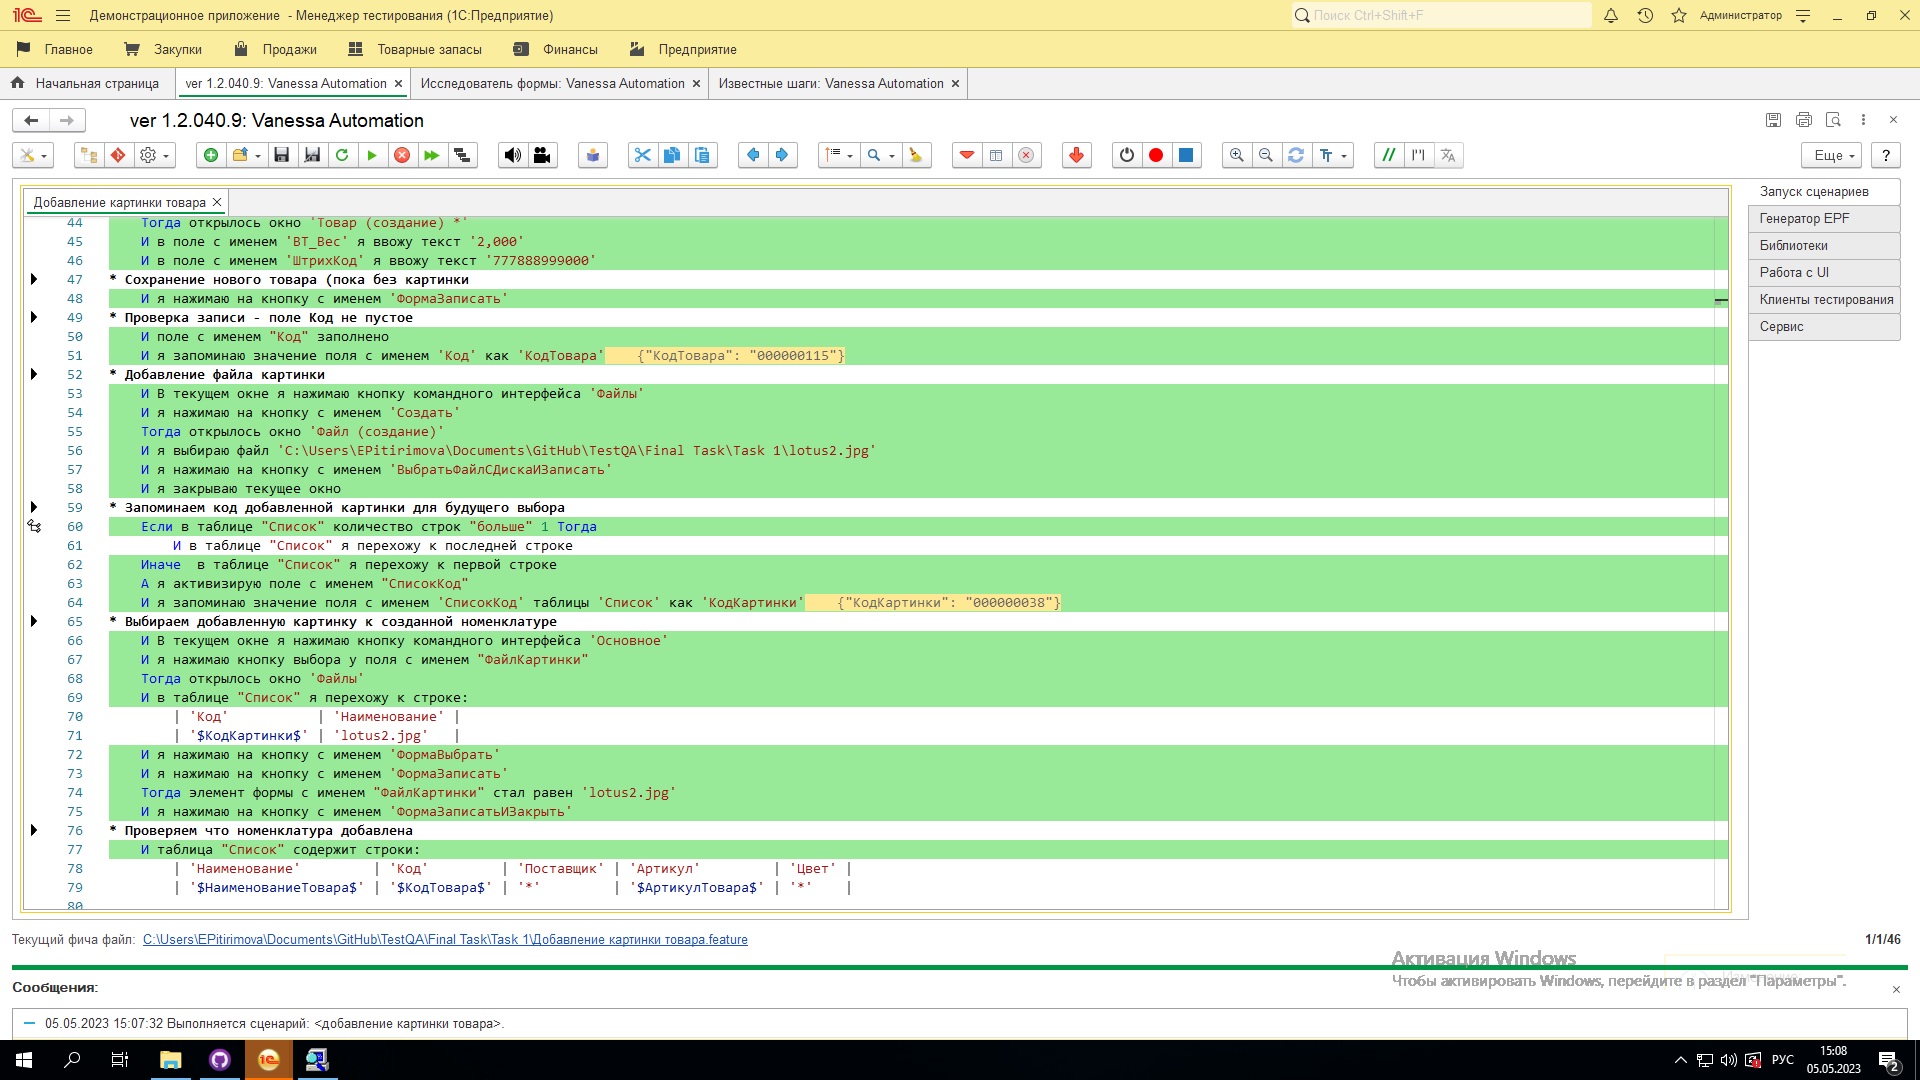 Демонстрационное приложение - Менеджер тестирования (1С:Предприятие)
Поиск Ctrl+Shift+F
Администратор
Главное
Закупки
Продажи
Товарные запасы
Финансы
Предприятие
Начальная страница
ver 1.2.040.9: Vanessa Automation
Исследователь формы: Vanessa Automation
Известные шаги: Vanessa Automation
ver 1.2.040.9: Vanessa Automation
Еще
?
Добавление картинки товара
Запуск сценариев
Генератор EPF
Библиотеки
Работа с UI
Клиенты тестирования
Сервис
44 Тогда открылось окно 'Товар (создание) *'
45 И в поле с именем 'ВТ_Вес' я ввожу текст '2,000'
46 И в поле с именем 'ШтрихКод' я ввожу текст '777888999000'
47 * Сохранение нового товара (пока без картинки
48 И я нажимаю на кнопку с именем 'ФормаЗаписать'
49 * Проверка записи - поле Код не пустое
50 И поле с именем "Код" заполнено
51 И я запоминаю значение поля с именем 'Код' как 'КодТовара' {"КодТовара": "000000115"}
52 * Добавление файла картинки
53 И В текущем окне я нажимаю кнопку командного интерфейса 'Файлы'
54 И я нажимаю на кнопку с именем 'Создать'
55 Тогда открылось окно 'Файл (создание)'
56 И я выбираю файл 'C:\Users\EPitirimova\Documents\GitHub\TestQA\Final Task\Task 1\lotus2.jpg'
57 И я нажимаю на кнопку с именем 'ВыбратьФайлСДискаИЗаписать'
58 И я закрываю текущее окно
59 * Запоминаем код добавленной картинки для будущего выбора
60 Если в таблице "Список" количество строк "больше" 1 Тогда
61 И в таблице "Список" я перехожу к последней строке
62 Иначе  в таблице "Список" я перехожу к первой строке
63 А я активизирую поле с именем "СписокКод"
64 И я запоминаю значение поля с именем 'СписокКод' таблицы 'Список' как 'КодКартинки' {"КодКартинки": "000000038"}
65 * Выбираем добавленную картинку к созданной номенклатуре
66 И В текущем окне я нажимаю кнопку командного интерфейса 'Основное'
67 И я нажимаю кнопку выбора у поля с именем "ФайлКартинки"
68 Тогда открылось окно 'Файлы'
69 И в таблице "Список" я перехожу к строке:
70 | 'Код' | 'Наименование' |
71 | '$КодКартинки$' | 'lotus2.jpg' |
72 И я нажимаю на кнопку с именем 'ФормаВыбрать'
73 И я нажимаю на кнопку с именем 'ФормаЗаписать'
74 Тогда элемент формы с именем "ФайлКартинки" стал равен 'lotus2.jpg'
75 И я нажимаю на кнопку с именем 'ФормаЗаписатьИЗакрыть'
76 * Проверяем что номенклатура добавлена
77 И таблица "Список" содержит строки:
78 | 'Наименование' | 'Код' | 'Поставщик' | 'Артикул' | 'Цвет' |
79 | '$НаименованиеТовара$' | '$КодТовара$' | '*' | '$АртикулТовара$' | '*' |
80
Текущий фича файл: C:\Users\EPitirimova\Documents\GitHub\TestQA\Final Task\Task 1\Добавление картинки товара.feature
1/1/46
Активация Windows
Чтобы активировать Windows, перейдите в раздел "Параметры".
Сообщения:
05.05.2023 15:07:32 Выполняется сценарий: <добавление картинки товара>.
РУС
15:08
05.05.2023
2